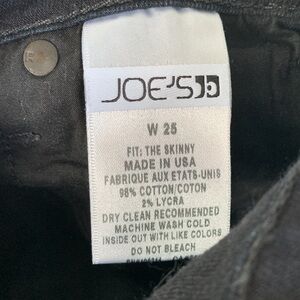 JOE'S
W 25
FIT: THE SKINNY
MADE IN USA
FABRIQUE AUX ETATS-UNIS
98% COTTON/COTON
2% LYCRA
DRY CLEAN RECOMMENDED
MACHINE WASH COLD
INSIDE OUT WITH LIKE COLORS
DO NOT BLEACH